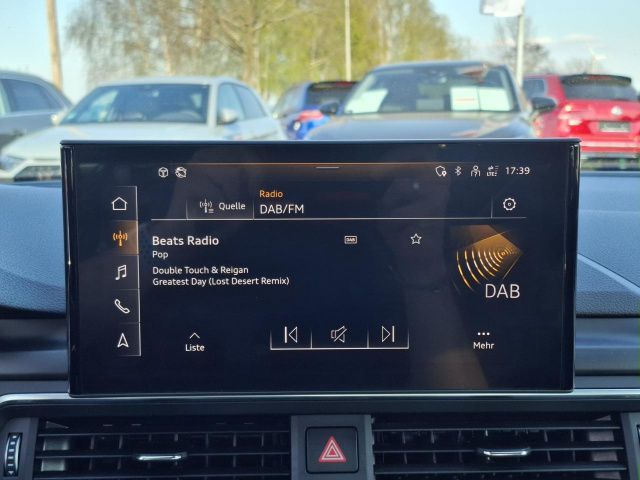 LTE
17:39
Quelle
Radio
DAB/FM
Beats Radio
DAB
Pop
Double Touch & Reigan
Greatest Day (Lost Desert Remix)
DAB
Liste
Mehr